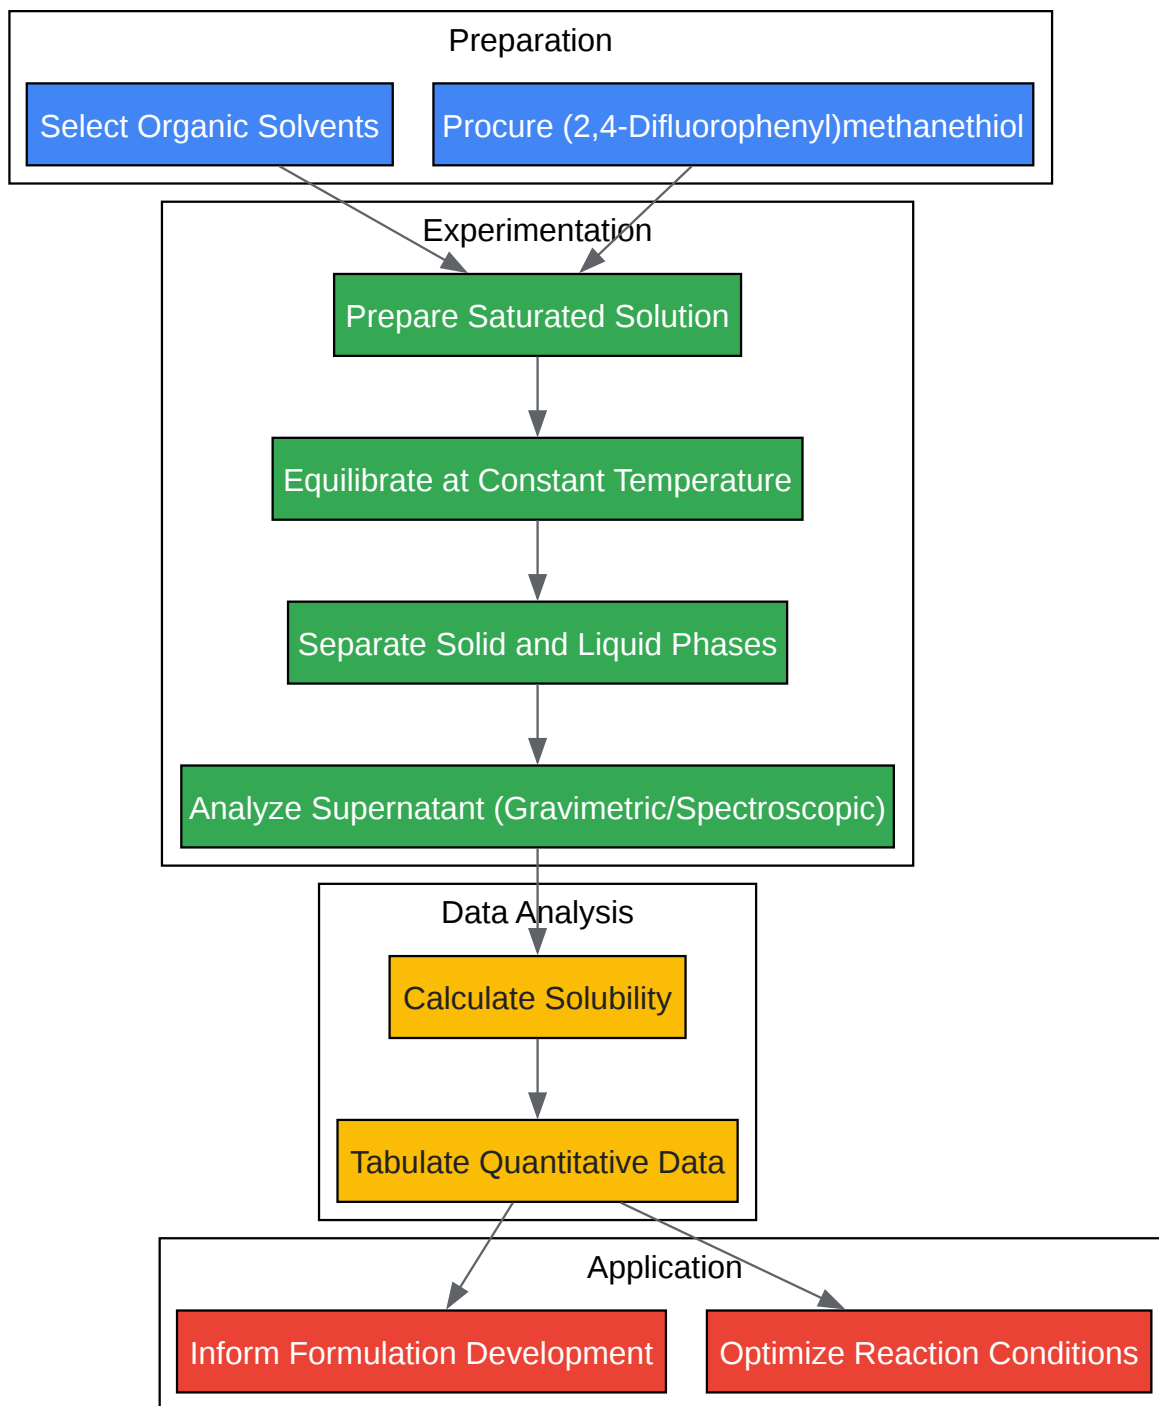 Preparation
Select Organic Solvents
Procure (2,4-Difluorophenyl)methanethiol
Experimentation
Prepare Saturated Solution
Equilibrate at Constant Temperature
Separate Solid and Liquid Phases
Analyze Supernatant (Gravimetric/Spectroscopic)
Data Analysis
Calculate Solubility
Tabulate Quantitative Data
Application
Inform Formulation Development
Optimize Reaction Conditions